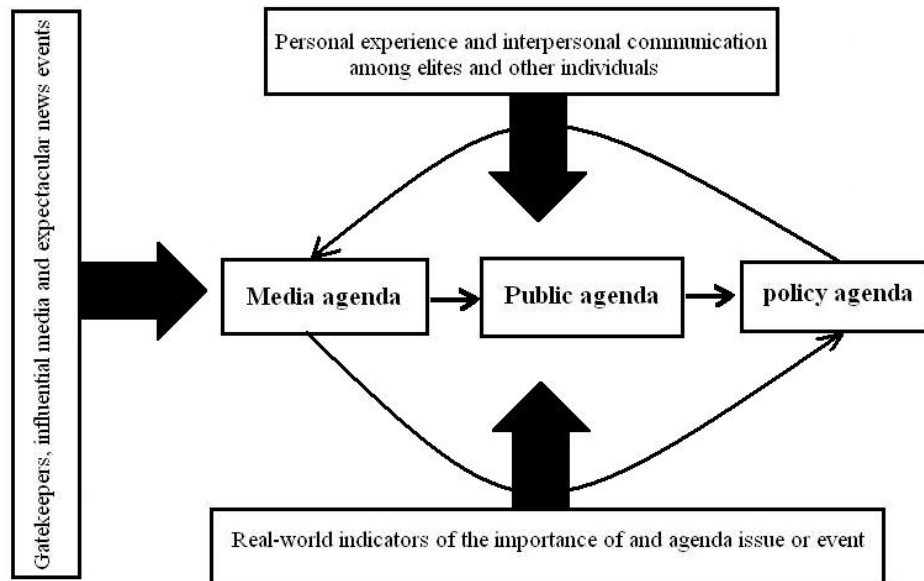 Gatekeepers, influential media and expectacular news events
Personal experience and interpersonal communication
among elites and other individuals
Media agenda
Public agenda
policy agenda
Real-world indicators of the importance of and agenda issue or event